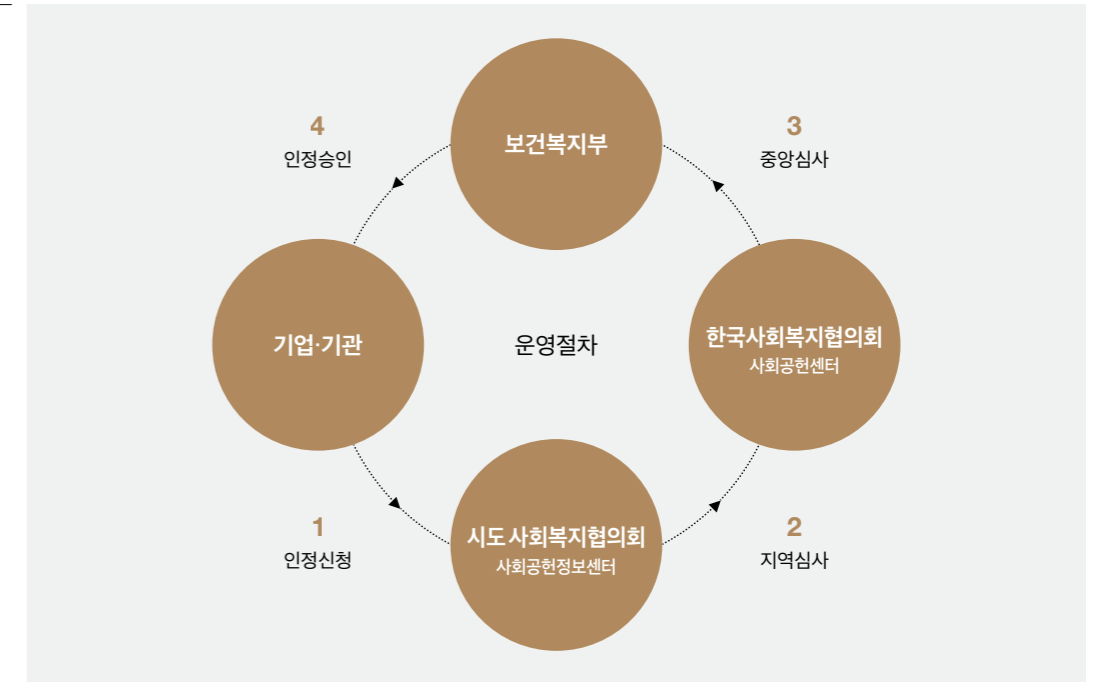 4
인정승인
보건복지부
3
중앙심사
기업·기관
운영절차
한국사회복지협의회
사회공헌센터
1
인정신청
시도 사회복지협의회
사회공헌정보센터
2
지역심사